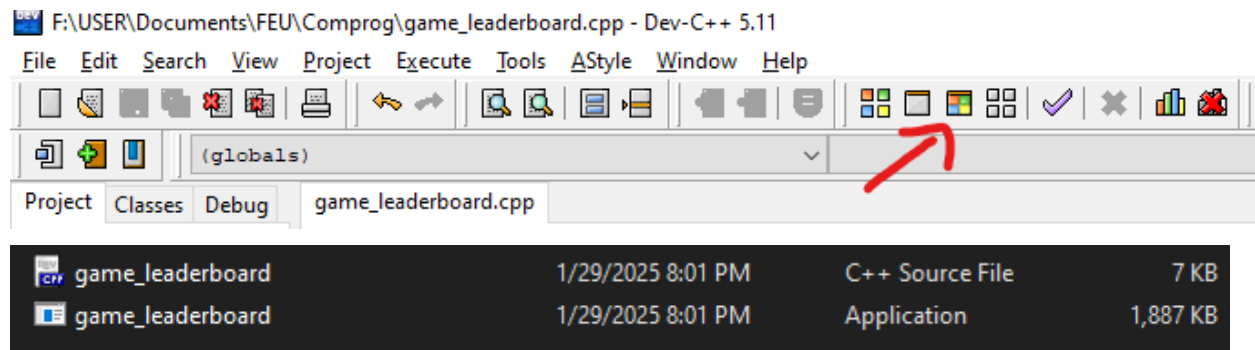 F:\USER\Documents\FEU\Comprog\game_leaderboard.cpp - Dev-C++ 5.11
File Edit Search View Project Execute Tools AStyle Window Help
(globals)
Project Classes Debug game_leaderboard.cpp
game_leaderboard 1/29/2025 8:01 PM C++ Source File 7 KB
game_leaderboard 1/29/2025 8:01 PM Application 1,887 KB